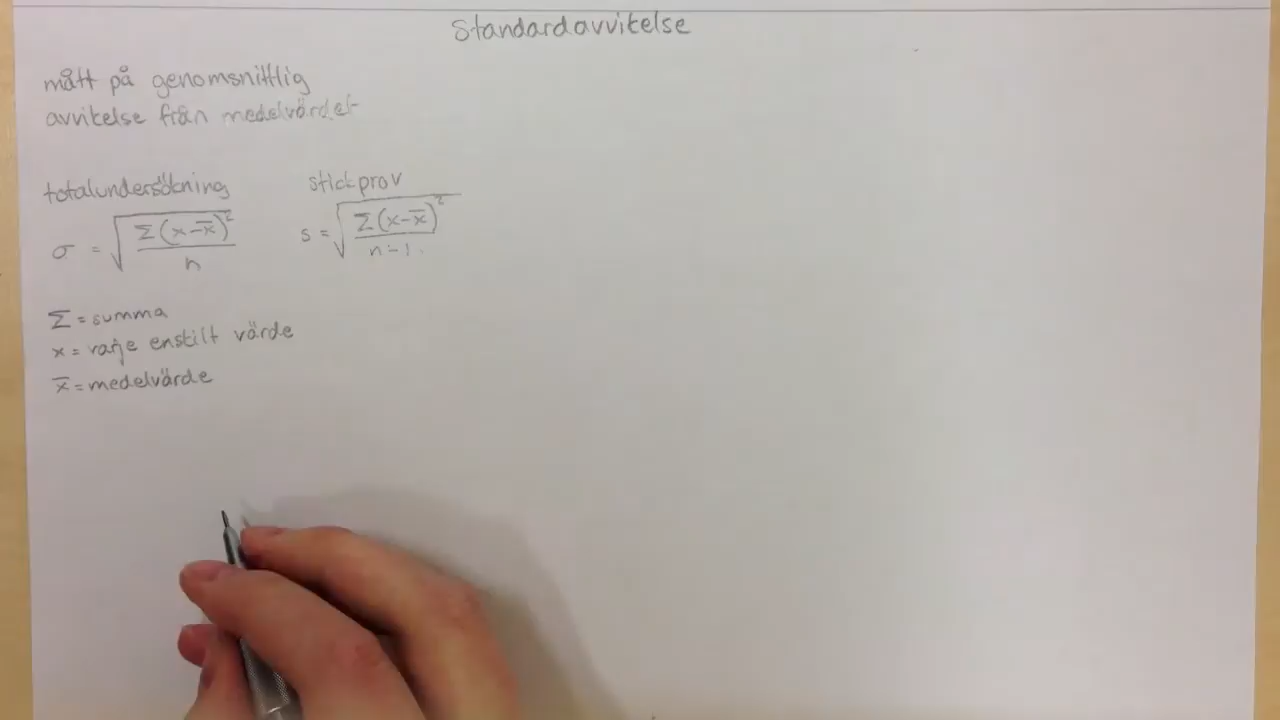 Standardavvikelse
mått på genomsnittlig
avvikelse från medelvärdet
totalundersökning
stickprov
σ = √(Σ(x-x̄)²/n)
s = √(Σ(x-x̄)²/n-1)
Σ = summa
x = varje enskilt värde
x̄ = medelvärde